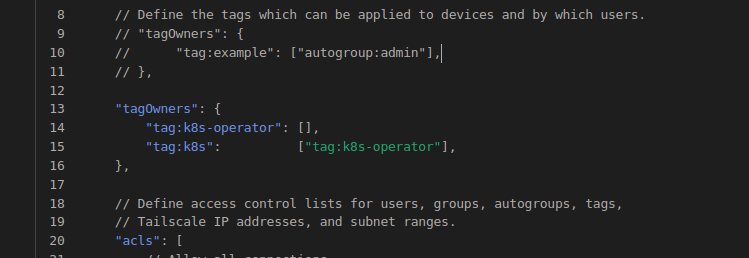 8 // Define the tags which can be applied to devices and by which users.
9 // "tagOwners": {
10 //      "tag:example": ["autogroup:admin"],
11 // },
12
13 "tagOwners": {
14     "tag:k8s-operator": [],
15     "tag:k8s":          ["tag:k8s-operator"],
16 },
17
18 // Define access control lists for users, groups, autogroups, tags,
19 // Tailscale IP addresses, and subnet ranges.
20 "acls": [
21     // Allow all connections.